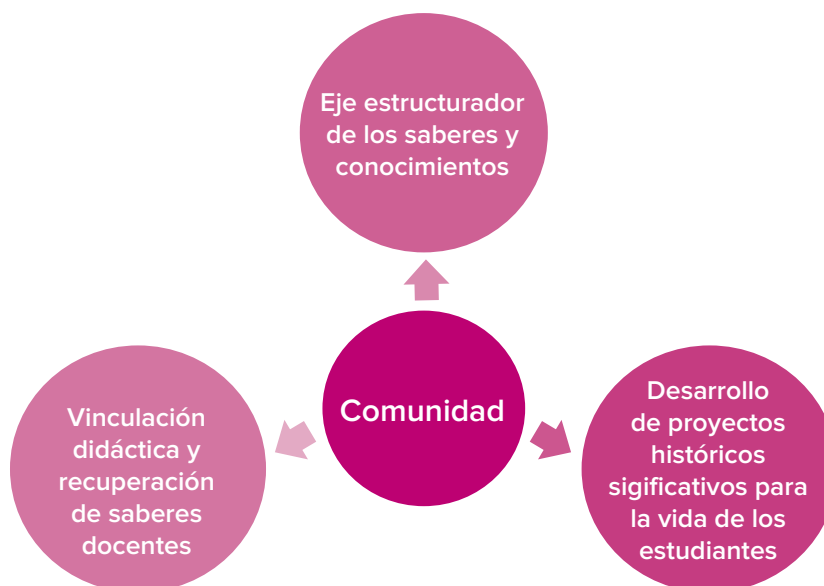 Eje estructurador
de los saberes y
conocimientos
Comunidad
Vinculación
didáctica y
recuperación
de saberes
docentes
Desarrollo
de proyectos
históricos
sigificativos para
la vida de los
estudiantes